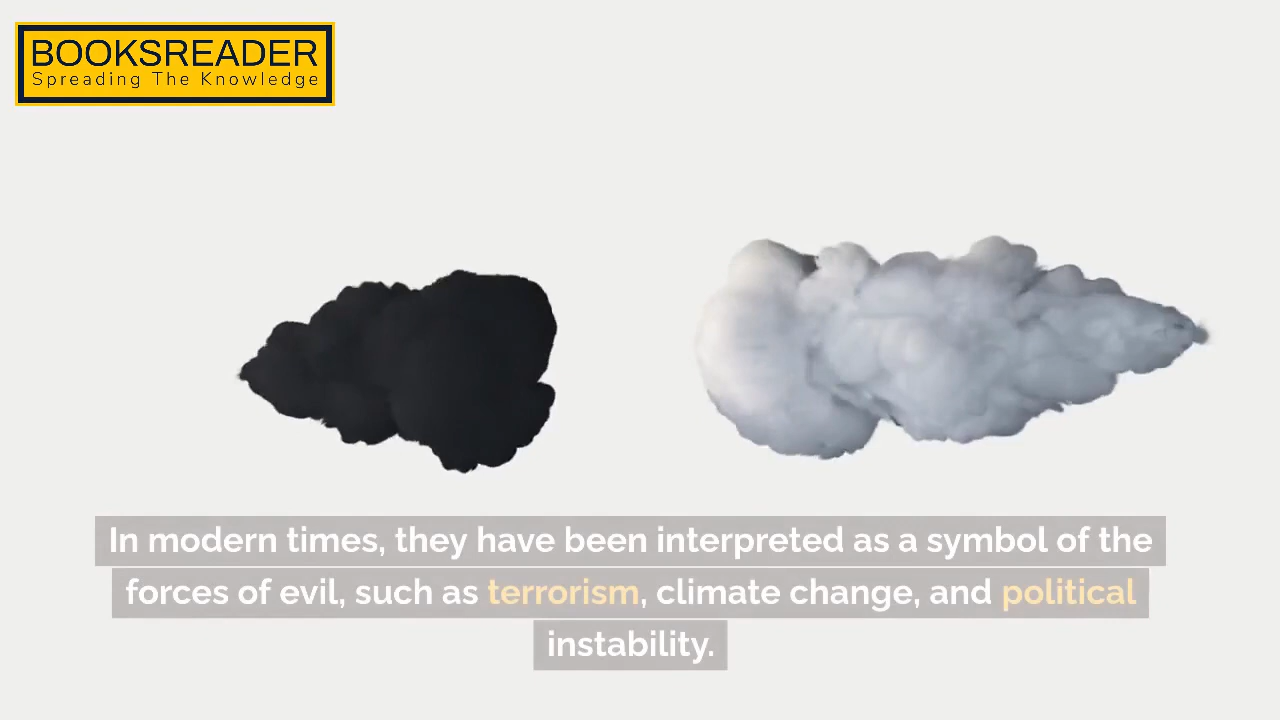 BOOKSREADER
Spreading The Knowledge
In modern times, they have been interpreted as a symbol of the
forces of evil, such as terrorism, climate change, and political
instability.